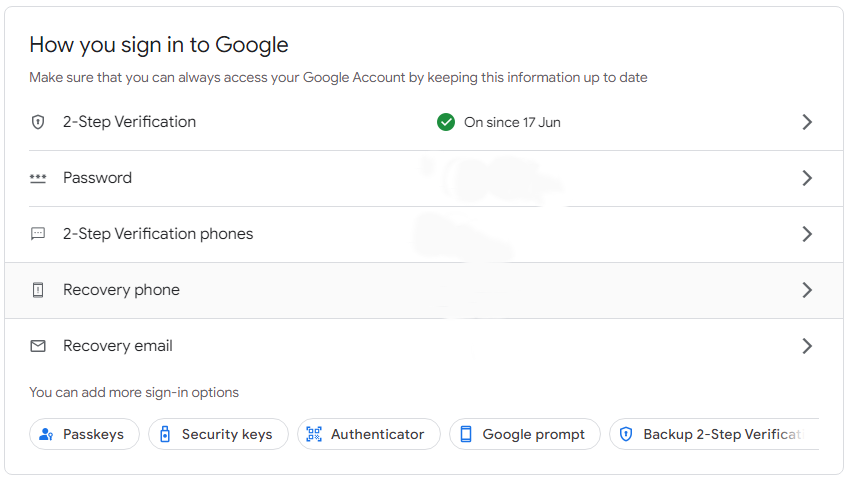 How you sign in to Google
Make sure that you can always access your Google Account by keeping this information up to date
2-Step Verification
On since 17 Jun
Password
2-Step Verification phones
Recovery phone
Recovery email
You can add more sign-in options
Passkeys
Security keys
Authenticator
Google prompt
Backup 2-Step Verificat